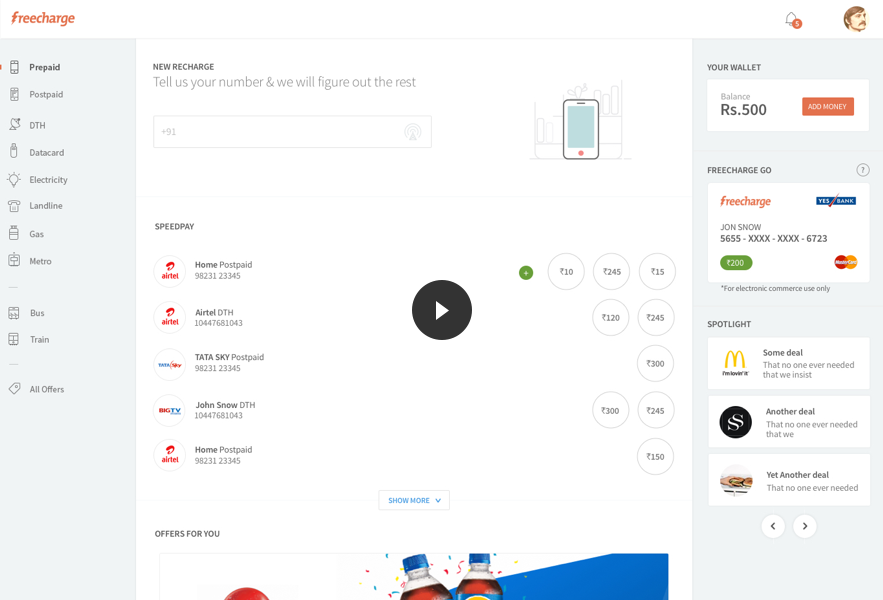 freecharge
5
Prepaid
Postpaid
DTH
Datacard
Electricity
Landline
Gas
Metro
Bus
Train
All Offers
NEW RECHARGE
Tell us your number & we will figure out the rest
+91
SPEEDPAY
airtel
Home Postpaid
98231 23345
+
₹10
₹245
₹15
airtel
Airtel DTH
10447681043
₹120
₹245
TATA Sky
TATA SKY Postpaid
98231 23345
₹300
BIGTV
John Snow DTH
10447681043
₹300
₹245
airtel
Home Postpaid
98231 23345
₹150
SHOW MORE
OFFERS FOR YOU
YOUR WALLET
Balance
Rs.500
ADD MONEY
FREECHARGE GO
?
freecharge
YES BANK
JON SNOW
5655 - XXXX - XXXX - 6723
₹200
MasterCard
*For electronic commerce use only
SPOTLIGHT
i'm lovin' it
Some deal
That no one ever needed
that we insist
S
Another deal
That no one ever needed
that we
Yet Another deal
That no one ever needed